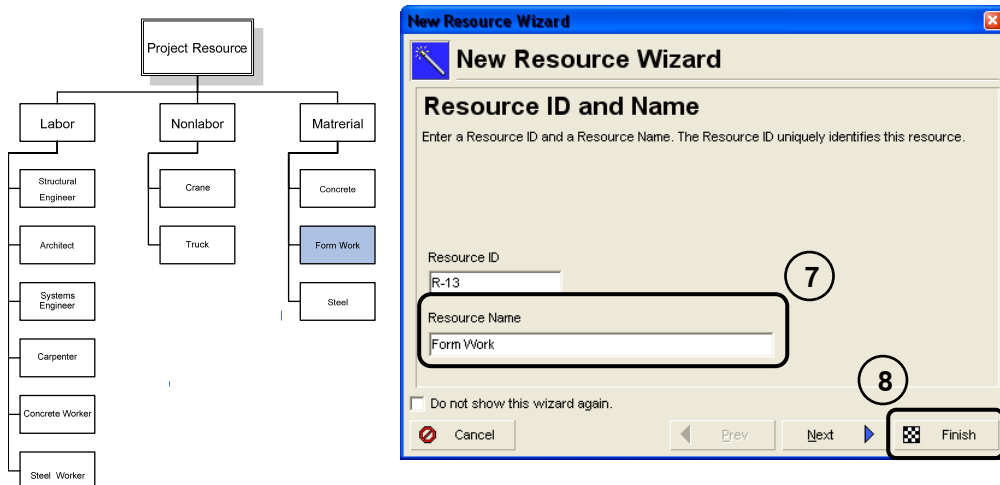 Project Resource
Labor
Nonlabor
Matrerial
Structural
Engineer
Crane
Concrete
Architect
Truck
Form Work
Systems
Engineer
Steel
Carpenter
Concrete Worker
Steel Worker
New Resource Wizard
New Resource Wizard
Resource ID and Name
Enter a Resource ID and a Resource Name. The Resource ID uniquely identifies this resource.
Resource ID
R-13
7
Resource Name
Form Work
8
Do not show this wizard again.
Cancel
Prev
Next
Finish